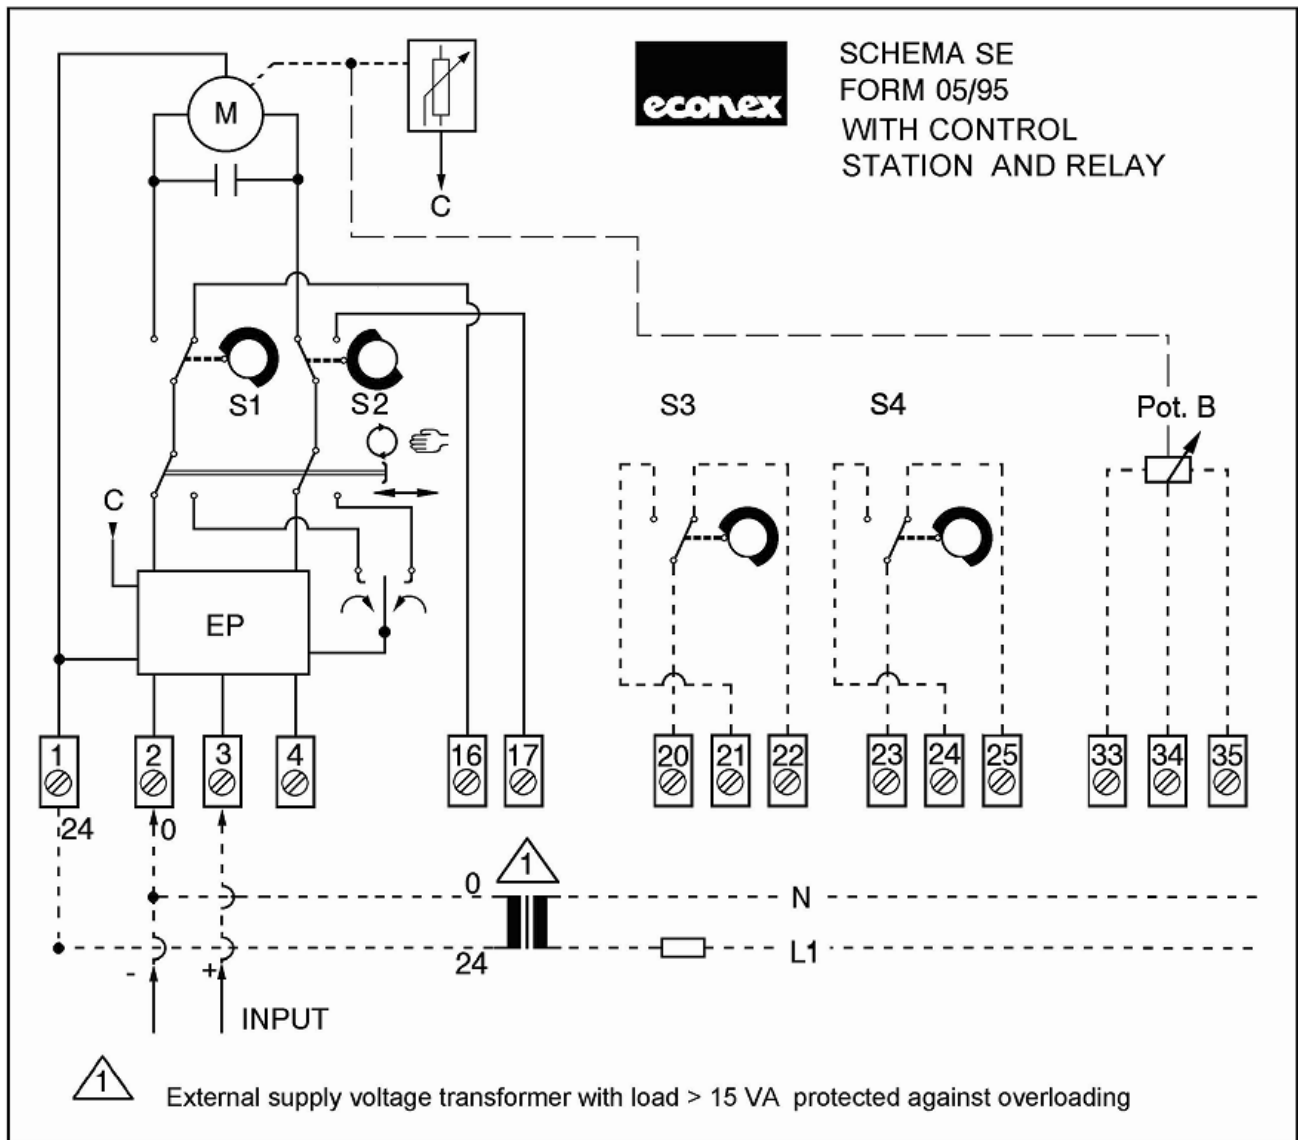 econex
SCHEMA SE
FORM 05/95
WITH CONTROL
STATION AND RELAY
M
C
S1
S2
S3
S4
Pot. B
C
EP
1
2
3
4
16
17
20
21
22
23
24
25
33
34
35
24
0
1
0
N
24
L1
-
+
INPUT
1
External supply voltage transformer with load > 15 VA protected against overloading